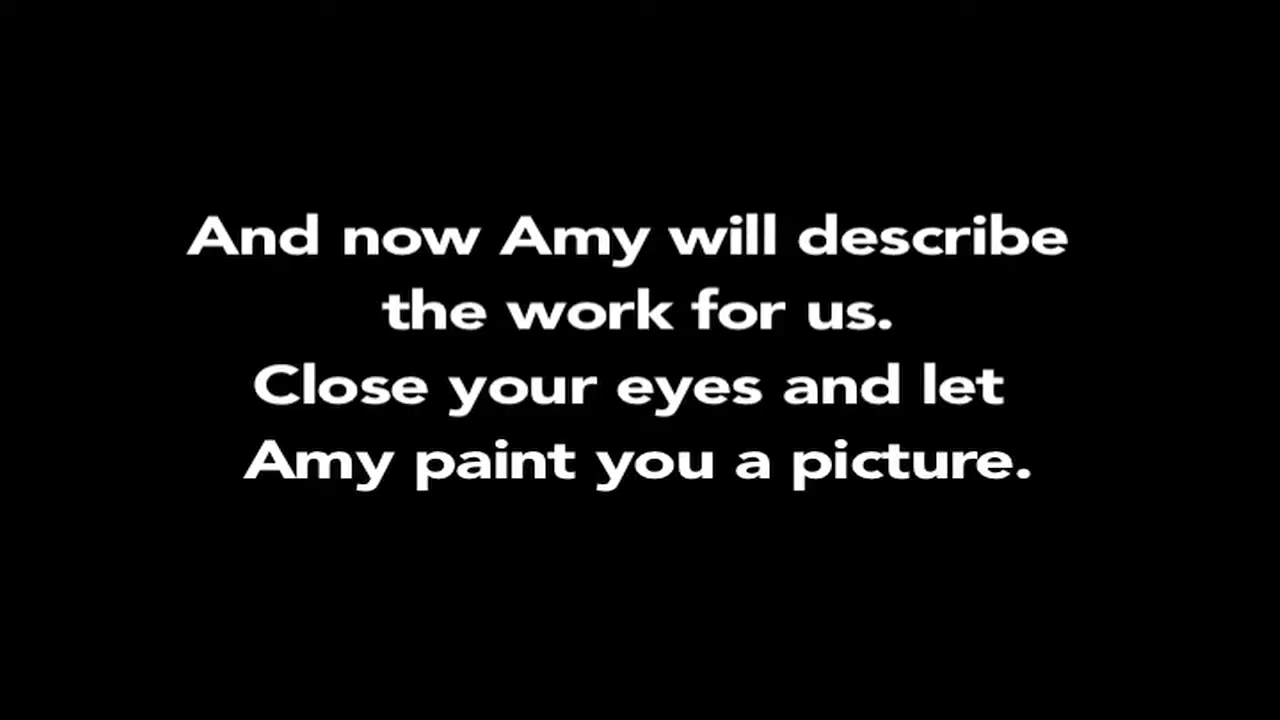 And now Amy will describe
the work for us.
Close your eyes and let
Amy paint you a picture.